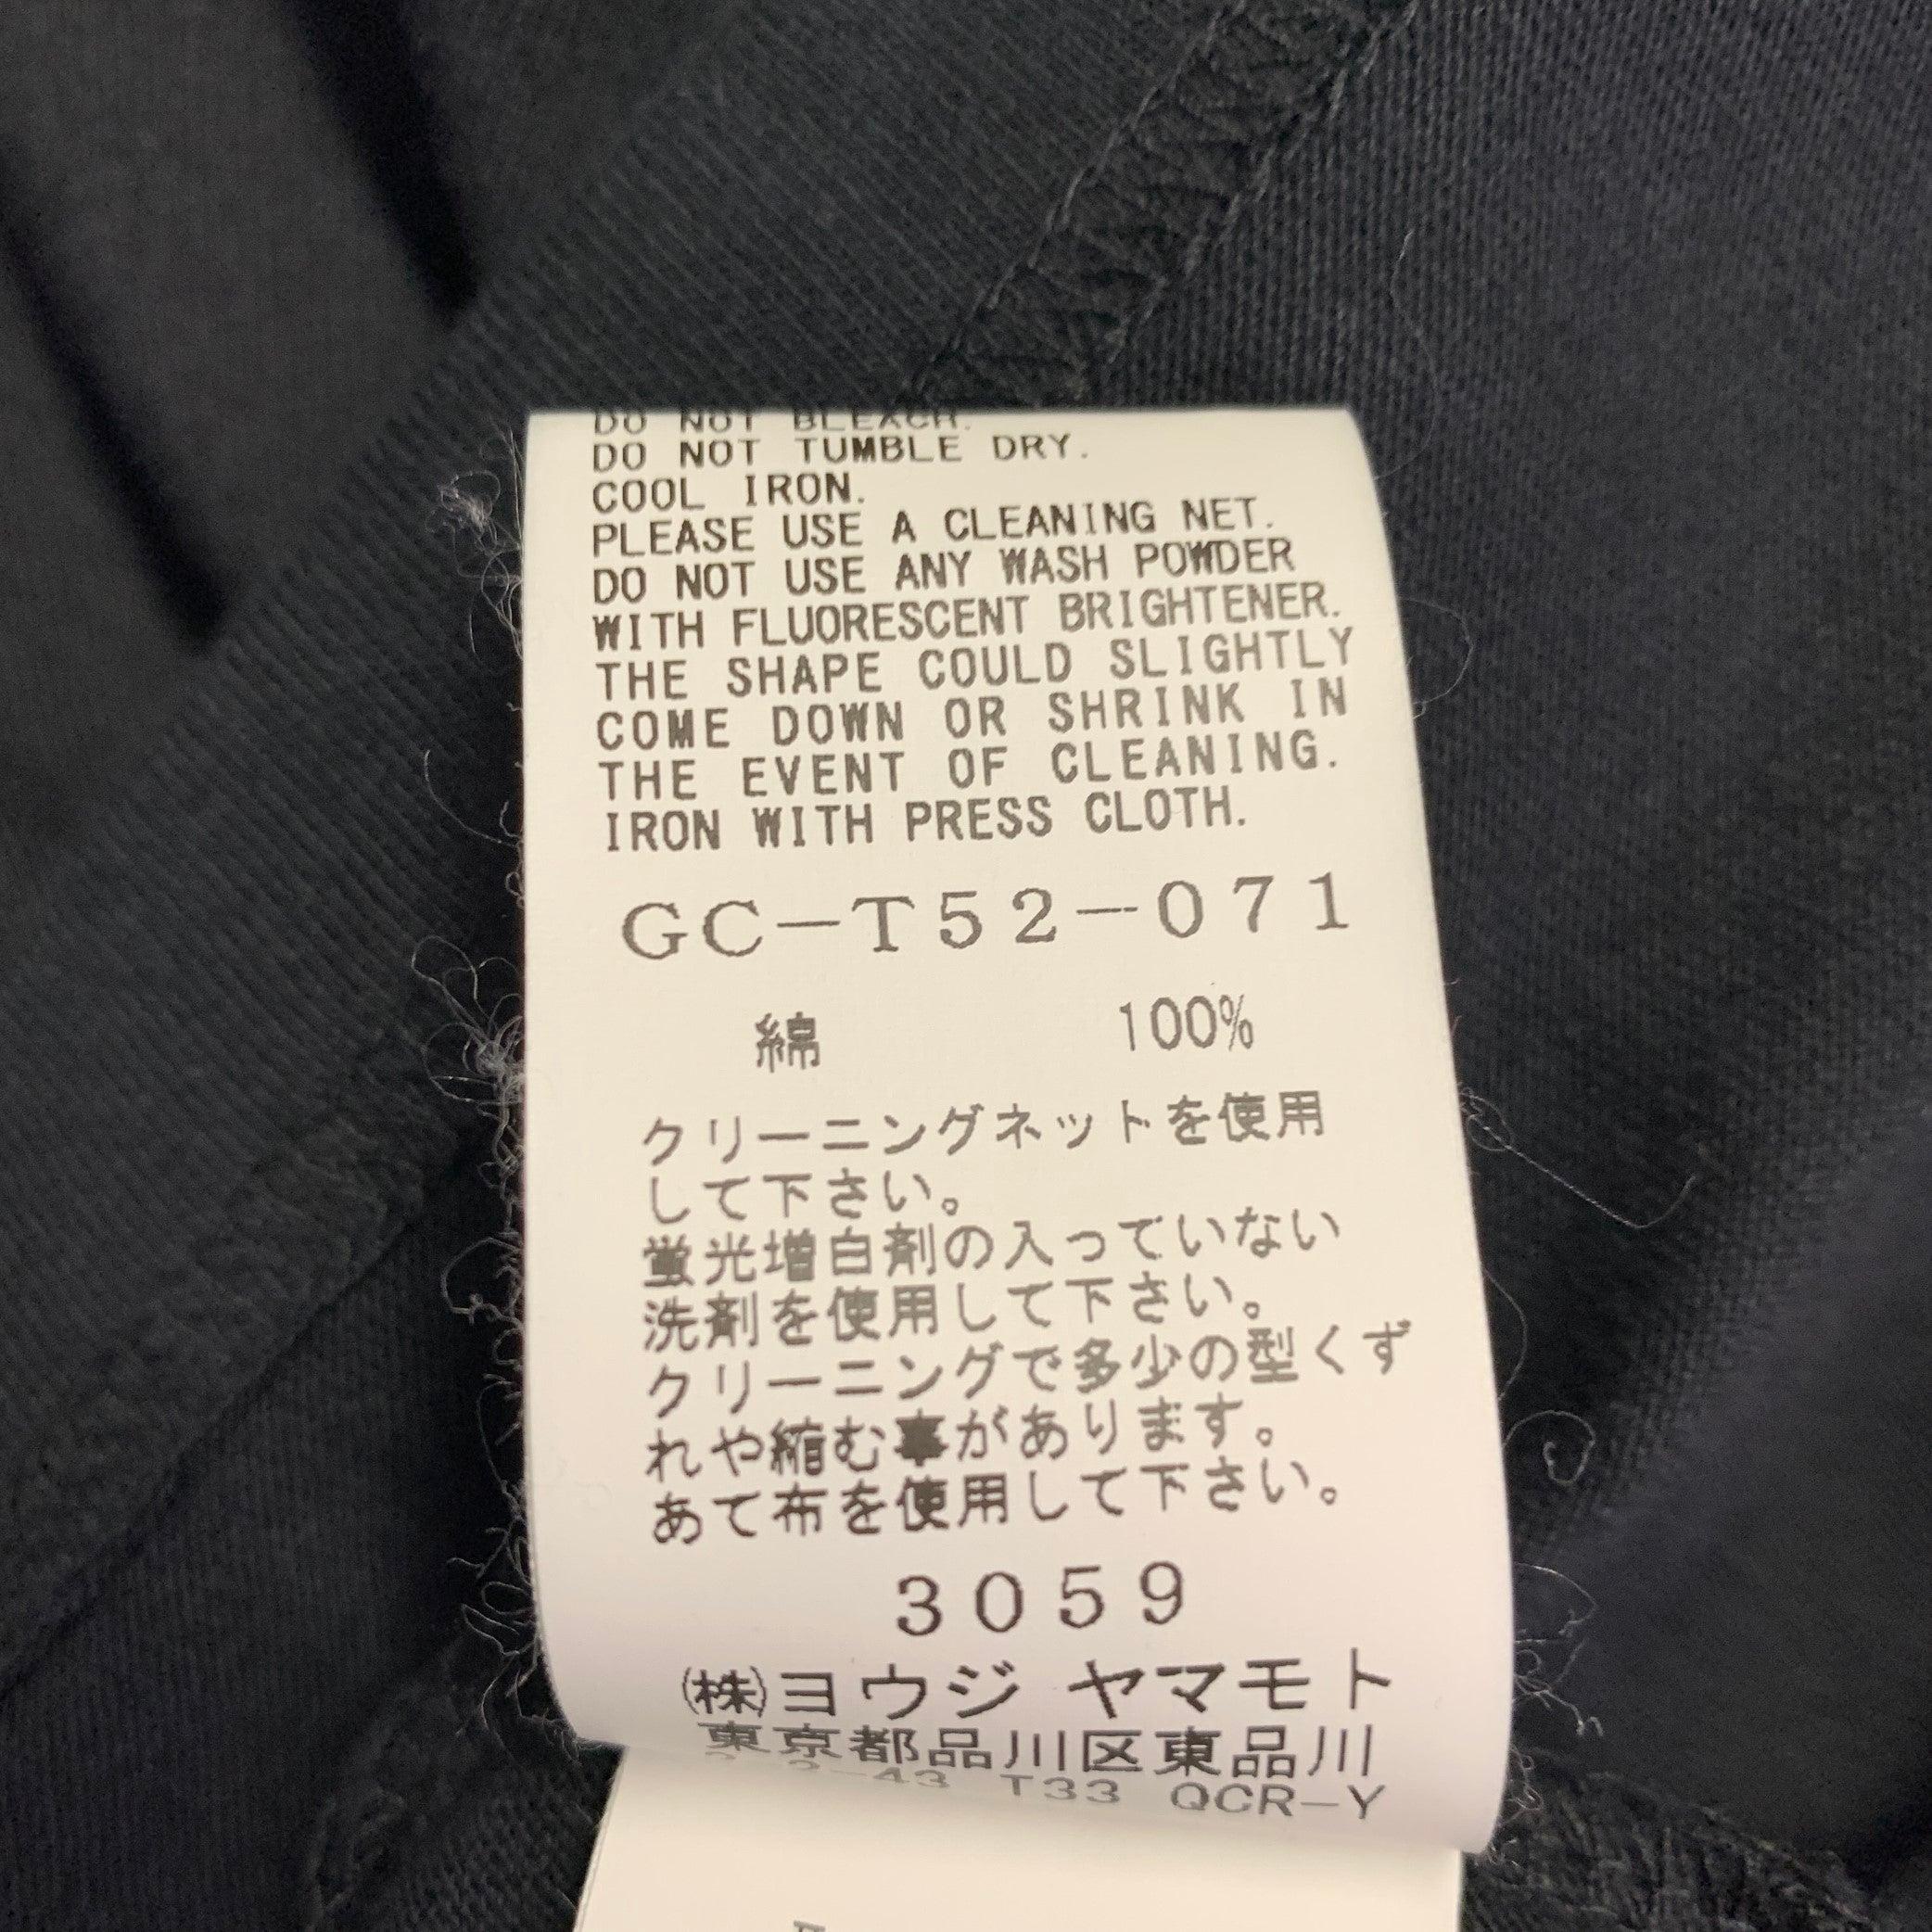 DO NOT BLEACH.
DO NOT TUMBLE DRY.
COOL IRON.
PLEASE USE A CLEANING NET.
DO NOT USE ANY WASH POWDER
WITH FLUORESCENT BRIGHTENER.
THE SHAPE COULD SLIGHTLY
COME DOWN OR SHRINK IN
THE EVENT OF CLEANING.
IRON WITH PRESS CLOTH.
GC-T52-071
綿 100%
クリーニングネットを使用
して下さい。
蛍光増白剤の入っていない
洗剤を使用して下さい。
クリーニングで多少の型くず
れや縮む事があります。
あて布を使用して下さい。
3059
(株)ヨウジ ヤマモト
東京都品川区東品川
T33 QCR-Y